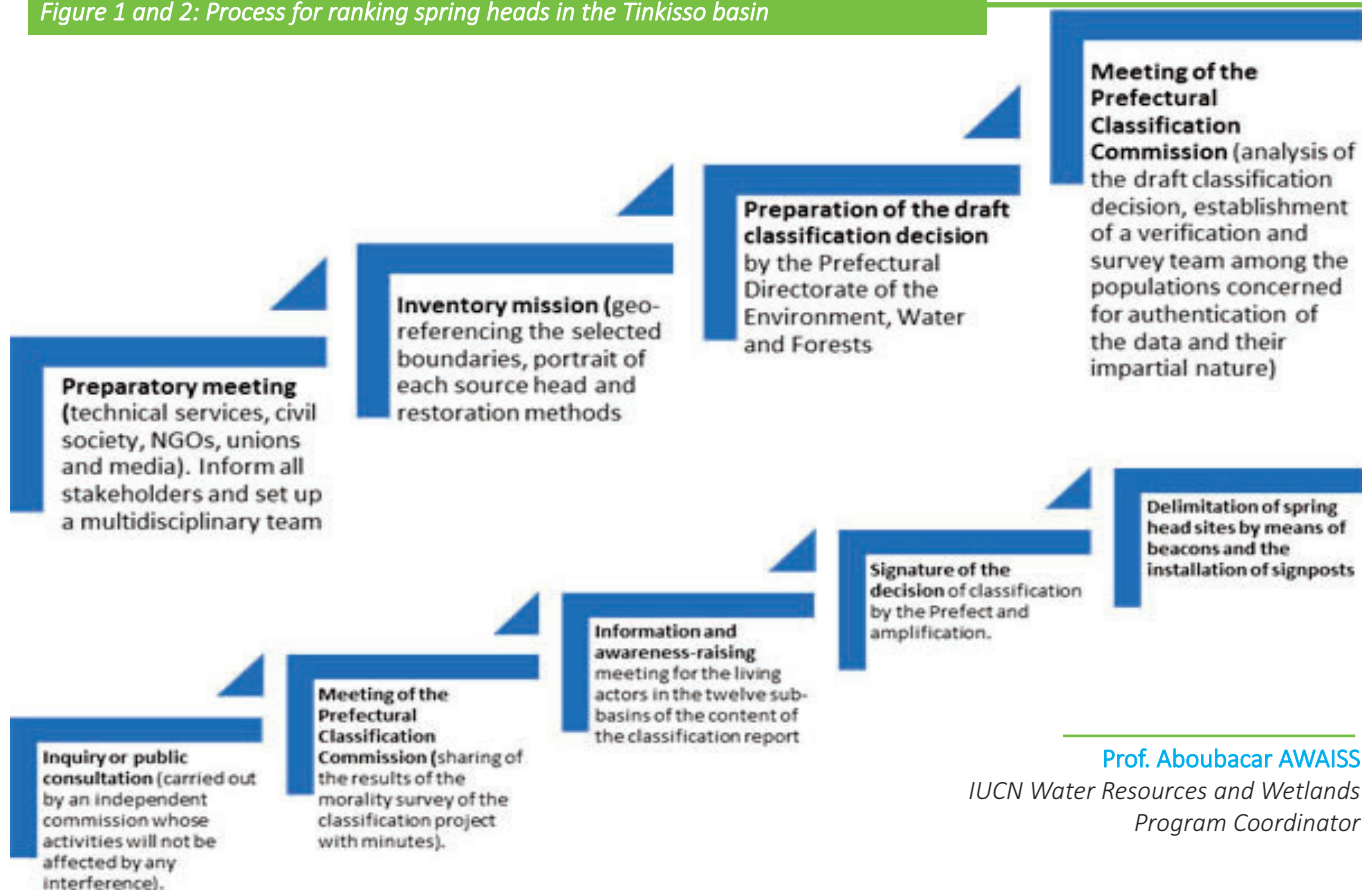 Figure 1 and 2: Process for ranking spring heads in the Tinkisso basin
Preparatory meeting
(technical services, civil
society, NGOs, unions
and media). Inform all
stakeholders and set up
a multidisciplinary team
Inventory mission (geo-
referencing the selected
boundaries, portrait of
each source head and
restoration methods
Preparation of the draft
classification decision
by the Prefectural
Directorate of the
Environment, Water
and Forests
Meeting of the
Prefectural
Classification
Commission (analysis of
the draft classification
decision, establishment
of a verification and
survey team among the
populations concerned
for authentication of
the data and their
impartial nature)
Inquiry or public
consultation (carried out
by an independent
commission whose
activities will not be
affected by any
interference).
Meeting of the
Prefectural
Classification
Commission (sharing of
the results of the
morality survey of the
classification project
with minutes).
Information and
awareness-raising
meeting for the living
actors in the twelve sub-
basins of the content of
the classification report
Signature of the
decision of classification
by the Prefect and
amplification.
Delimitation of spring
head sites by means of
beacons and the
installation of signposts
Prof. Aboubacar AWAISS
IUCN Water Resources and Wetlands
Program Coordinator